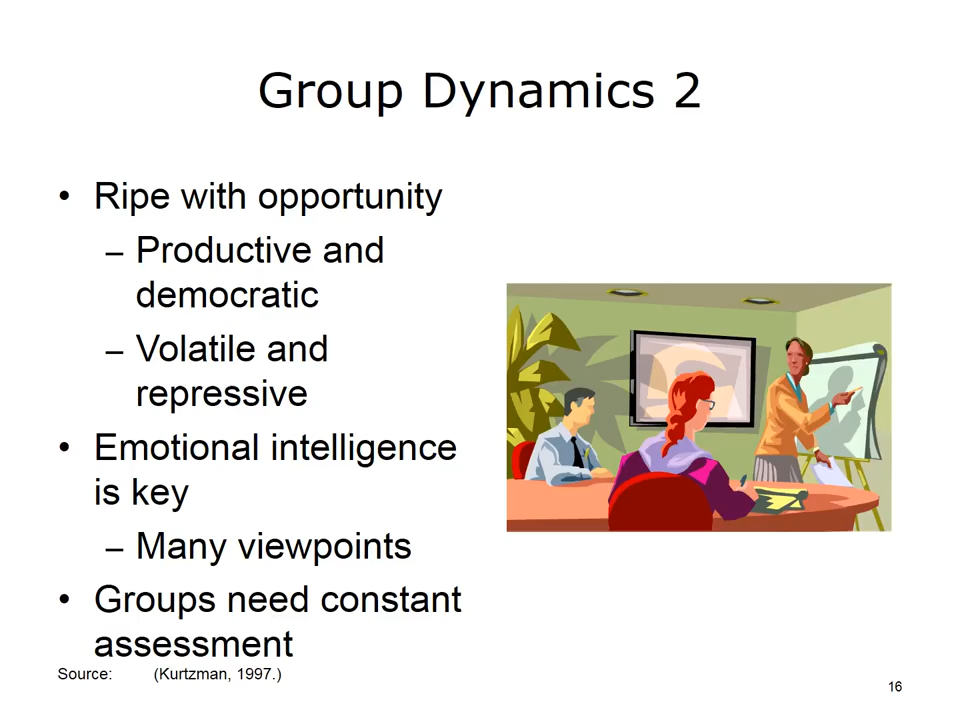 Group Dynamics 2
• Ripe with opportunity
– Productive and
democratic
– Volatile and
repressive
• Emotional intelligence
is key
– Many viewpoints
• Groups need constant
assessment
Source: (Kurtzman, 1997.)
16